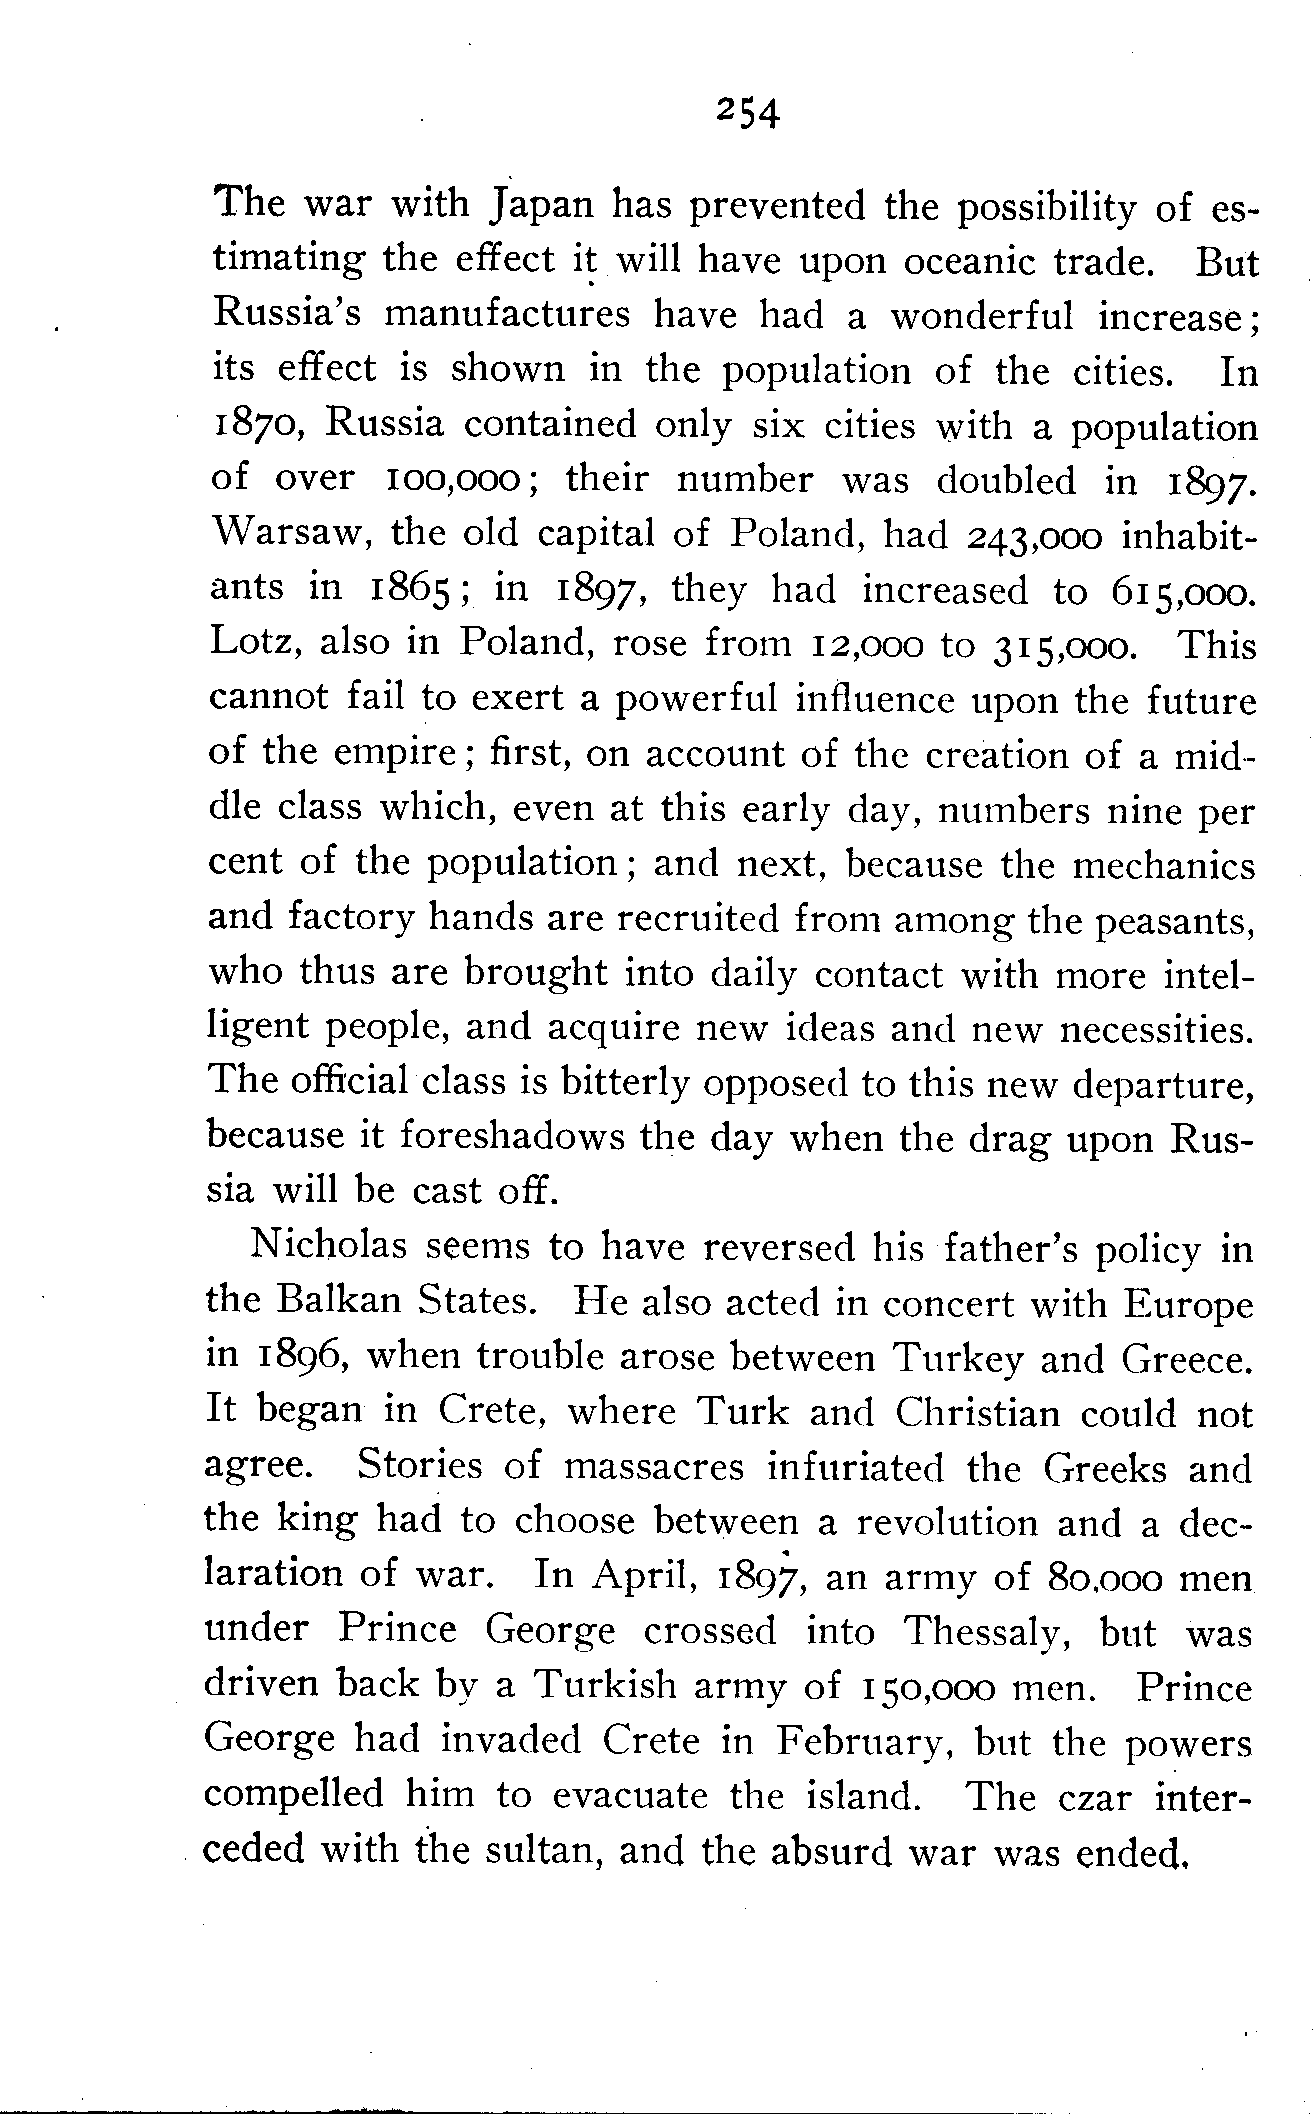 254
The war with Japan has prevented the possibility of es-
timating the effect it will have upon oceanic trade. But
Russia's manufactures have had a wonderful increase;
its effect is shown in the population of the cities. In
1870, Russia contained only six cities with a population
of over 100,000; their number was doubled in 1897.
Warsaw, the old capital of Poland, had 243,000 inhabit-
ants in 1865; in 1897, they had increased to 615,000.
Lotz, also in Poland, rose from 12,000 to 315,000. This
cannot fail to exert a powerful influence upon the future
of the empire; first, on account of the creation of a mid-
dle class which, even at this early day, numbers nine per
cent of the population; and next, because the mechanics
and factory hands are recruited from among the peasants,
who thus are brought into daily contact with more intel-
ligent people, and acquire new ideas and new necessities.
The official class is bitterly opposed to this new departure,
because it foreshadows the day when the drag upon Rus-
sia will be cast off.
Nicholas seems to have reversed his father's policy in
the Balkan States. He also acted in concert with Europe
in 1896, when trouble arose between Turkey and Greece.
It began in Crete, where Turk and Christian could not
agree. Stories of massacres infuriated the Greeks and
the king had to choose between a revolution and a dec-
laration of war. In April, 1897, an army of 80,000 men
under Prince George crossed into Thessaly, but was
driven back by a Turkish army of 150,000 men. Prince
George had invaded Crete in February, but the powers
compelled him to evacuate the island. The czar inter-
ceded with the sultan, and the absurd war was ended.